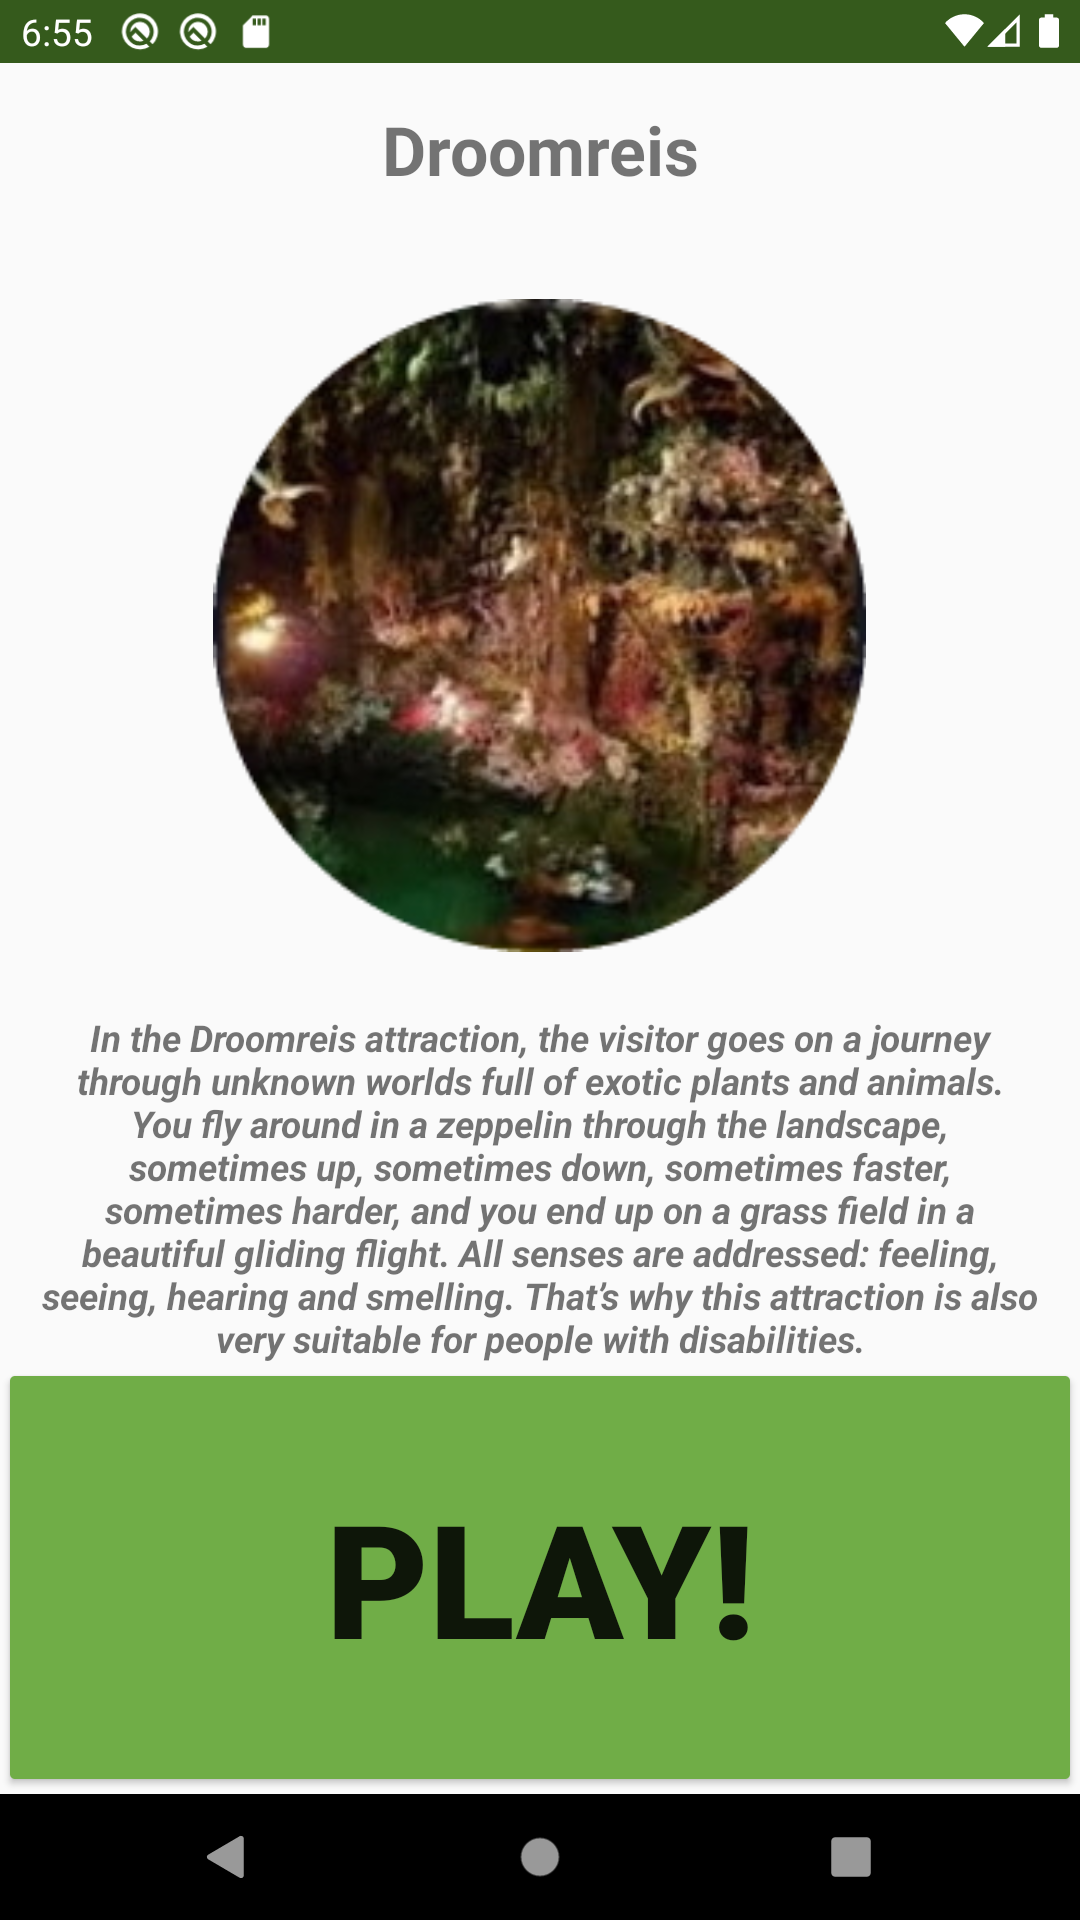 6:55
Droomreis
In the Droomreis attraction, the visitor goes on a journey
through unknown worlds full of exotic plants and animals.
You fly around in a zeppelin through the landscape,
sometimes up, sometimes down, sometimes faster,
sometimes harder, and you end up on a grass field in a
beautiful gliding flight. All senses are addressed: feeling,
seeing, hearing and smelling. That’s why this attraction is also
very suitable for people with disabilities.
PLAY!